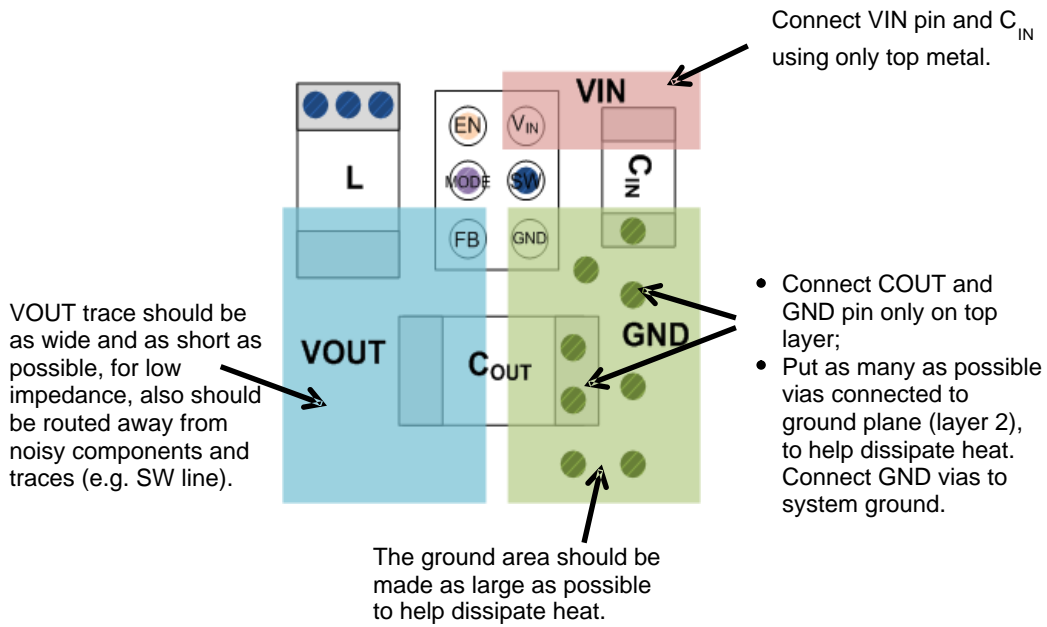 Connect VIN pin and CIN
using only top metal.
VIN
EN
VIN
L
MODE
SW
CIN
FB
GND
VOUT trace should be
as wide and as short as
possible, for low
impedance, also should
be routed away from
noisy components and
traces (e.g. SW line).
VOUT
COUT
GND
• Connect COUT and
GND pin only on top
layer;
• Put as many as possible
vias connected to
ground plane (layer 2),
to help dissipate heat.
Connect GND vias to
system ground.
The ground area should be
made as large as possible
to help dissipate heat.